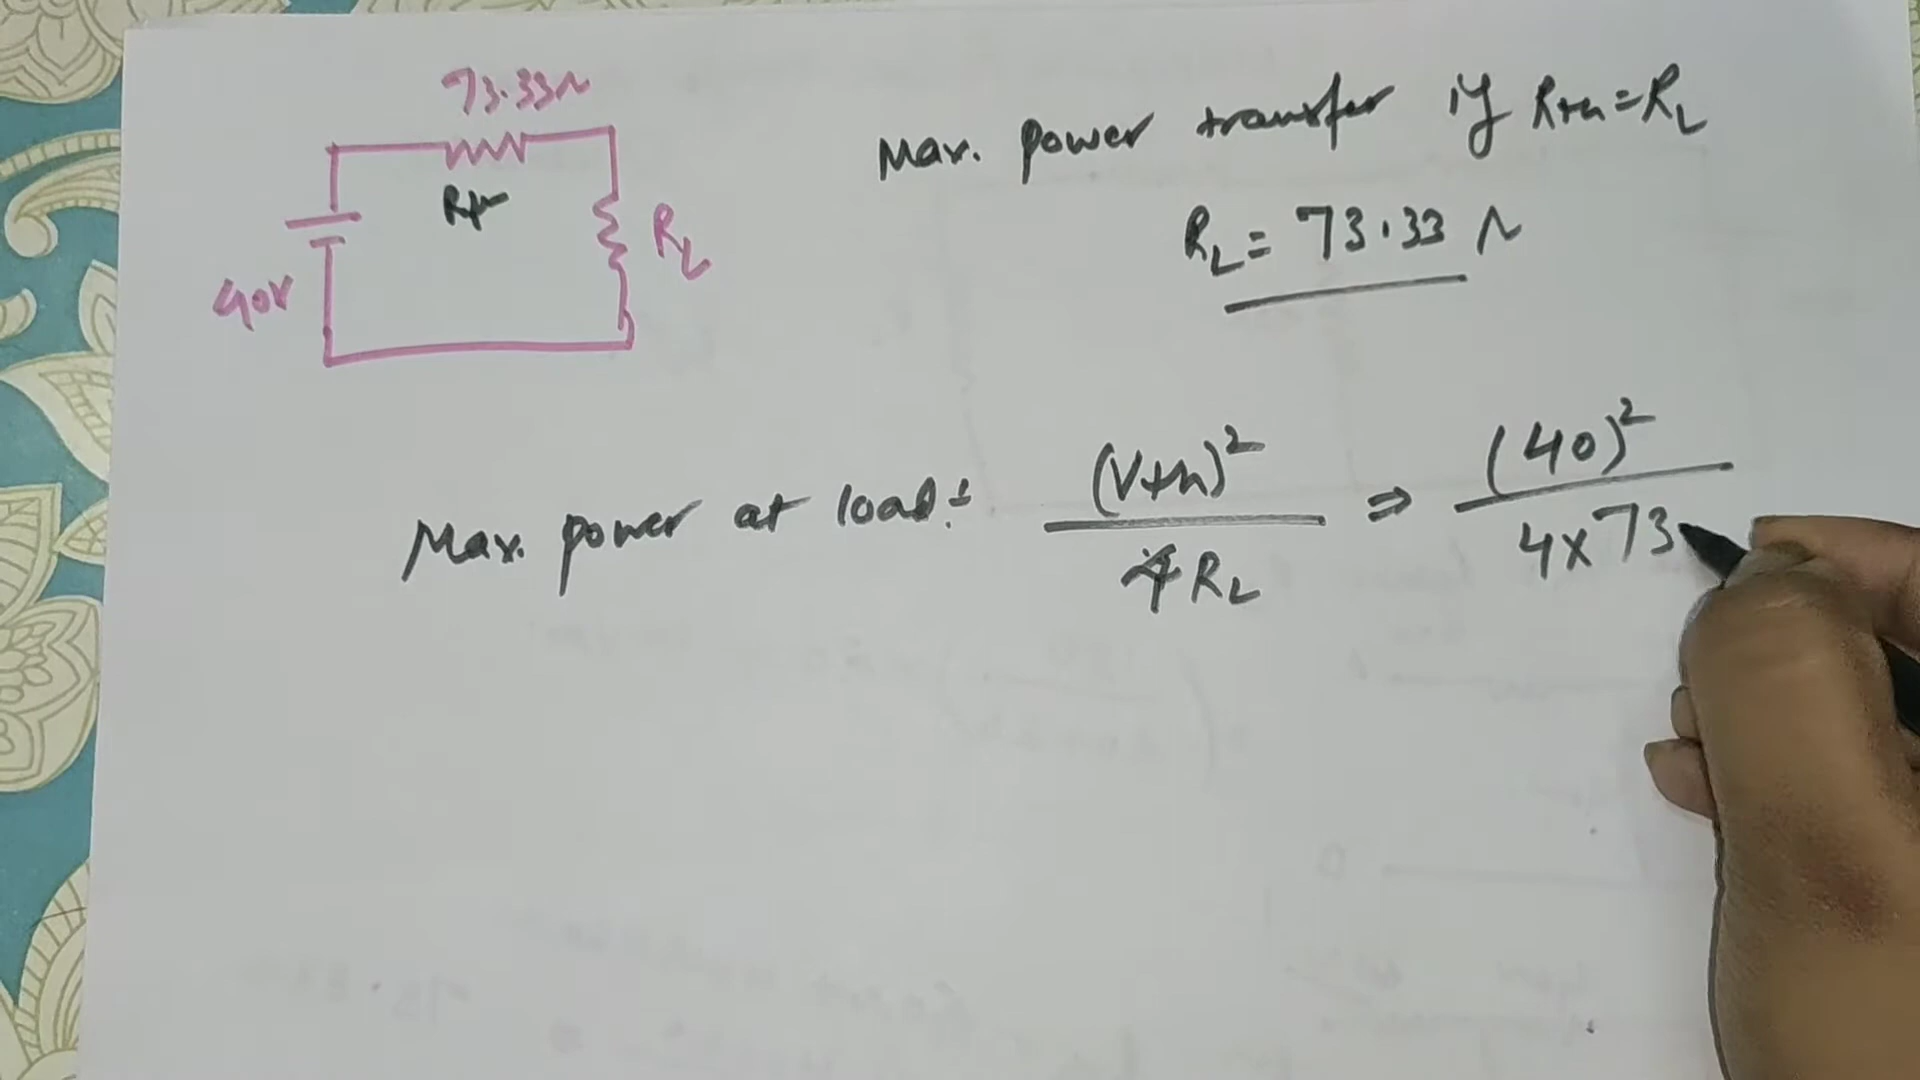 73.33Ω
Rth
40V
RL
Max. power transfer if Rth=RL
RL = 73.33 Ω
Max. power at load: (Vth)² / 4RL ⇒ (40)² / 4x73